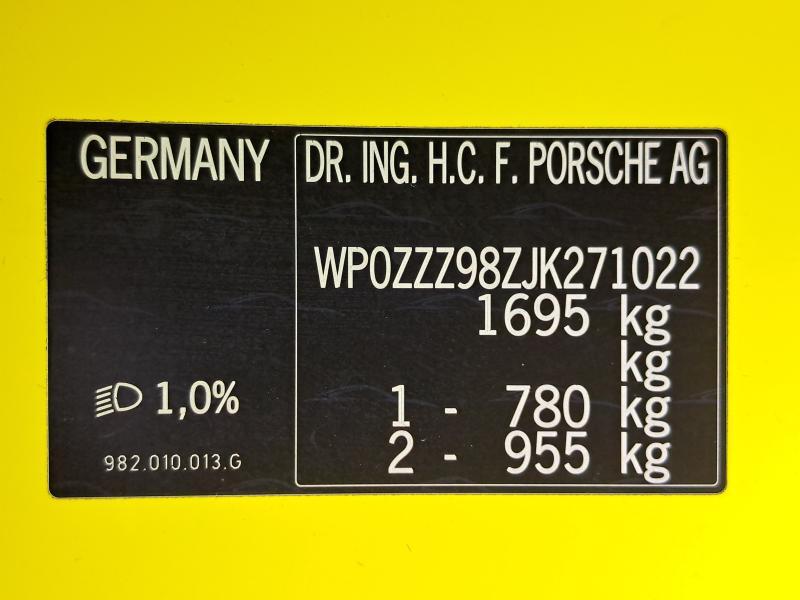 GERMANY
DR. ING. H.C. F. PORSCHE AG
WP0ZZZ98ZJK271022
1695 kg
kg
1 - 780 kg
2 - 955 kg
1,0%
982.010.013.G